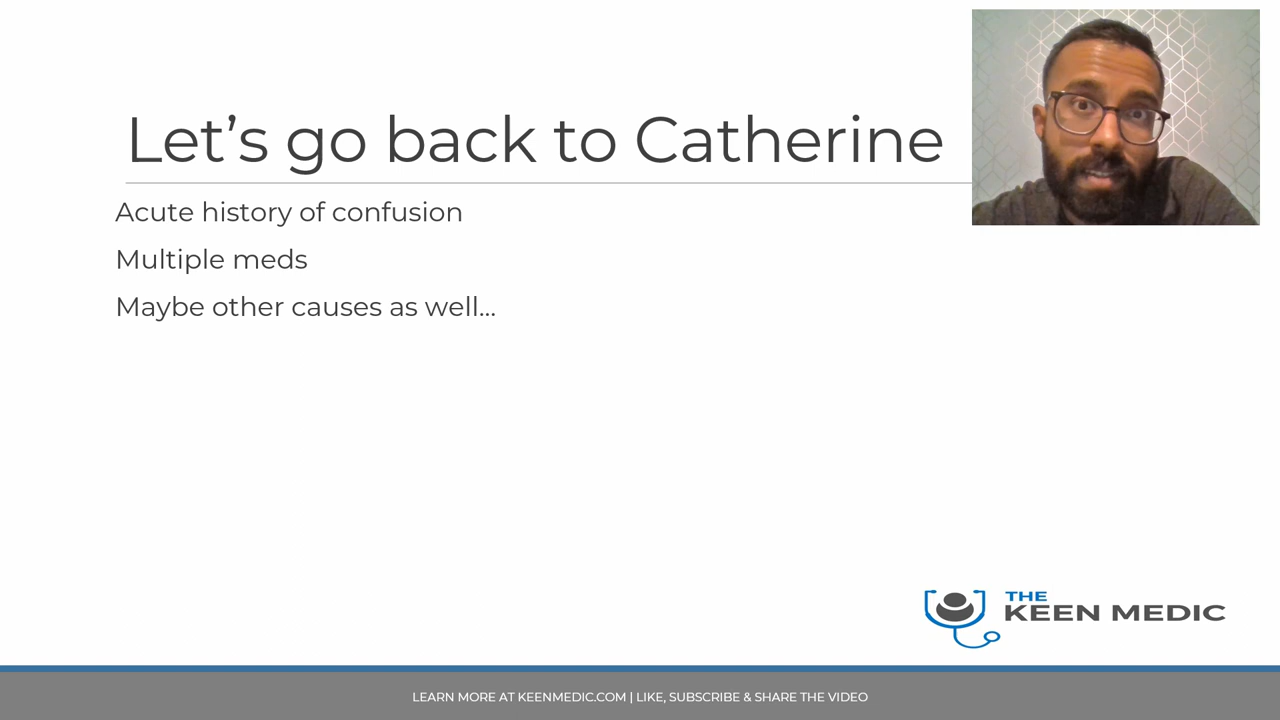 Let’s go back to Catherine
Acute history of confusion
Multiple meds
Maybe other causes as well…
THE
KEEN MEDIC
LEARN MORE AT KEENMEDIC.COM | LIKE, SUBSCRIBE & SHARE THE VIDEO